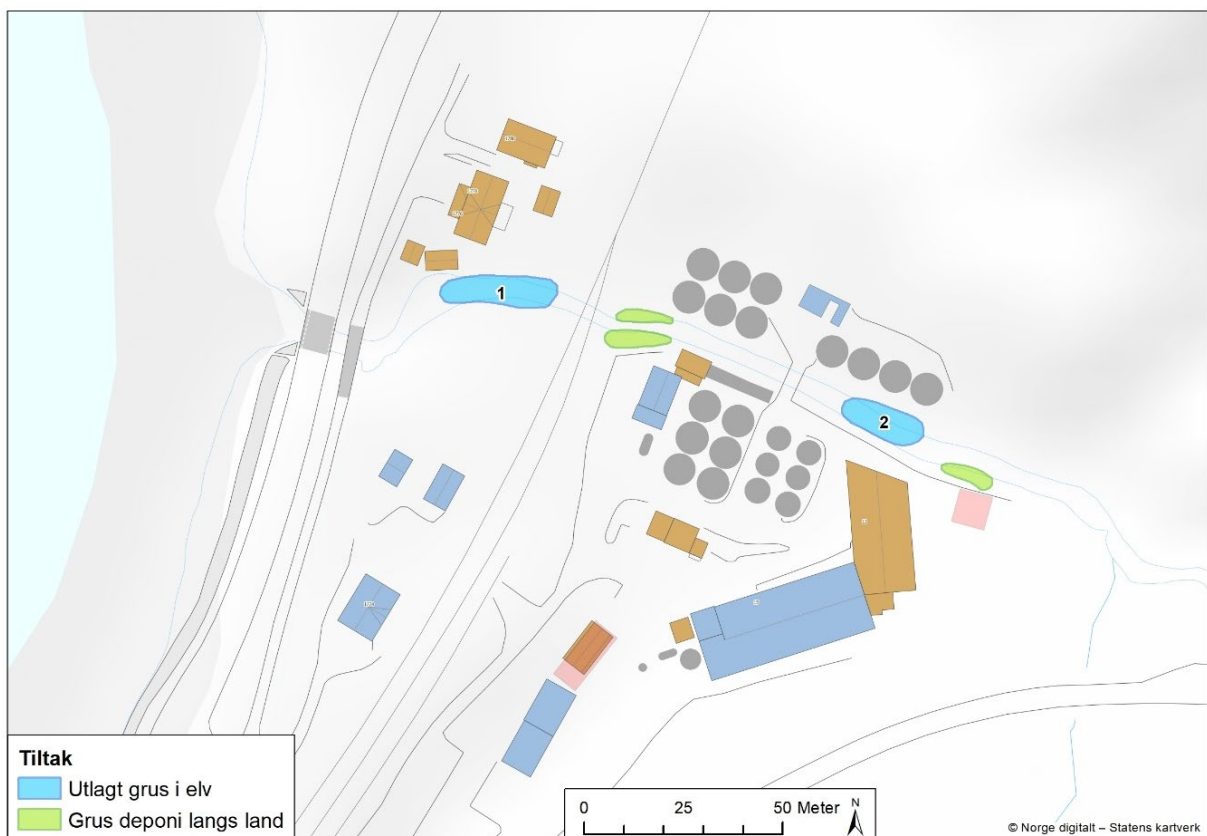 1
2
Tiltak
Utlagt grus i elv
Grus deponi langs land
0 25 50 Meter
N
© Norge digitalt – Statens kartverk